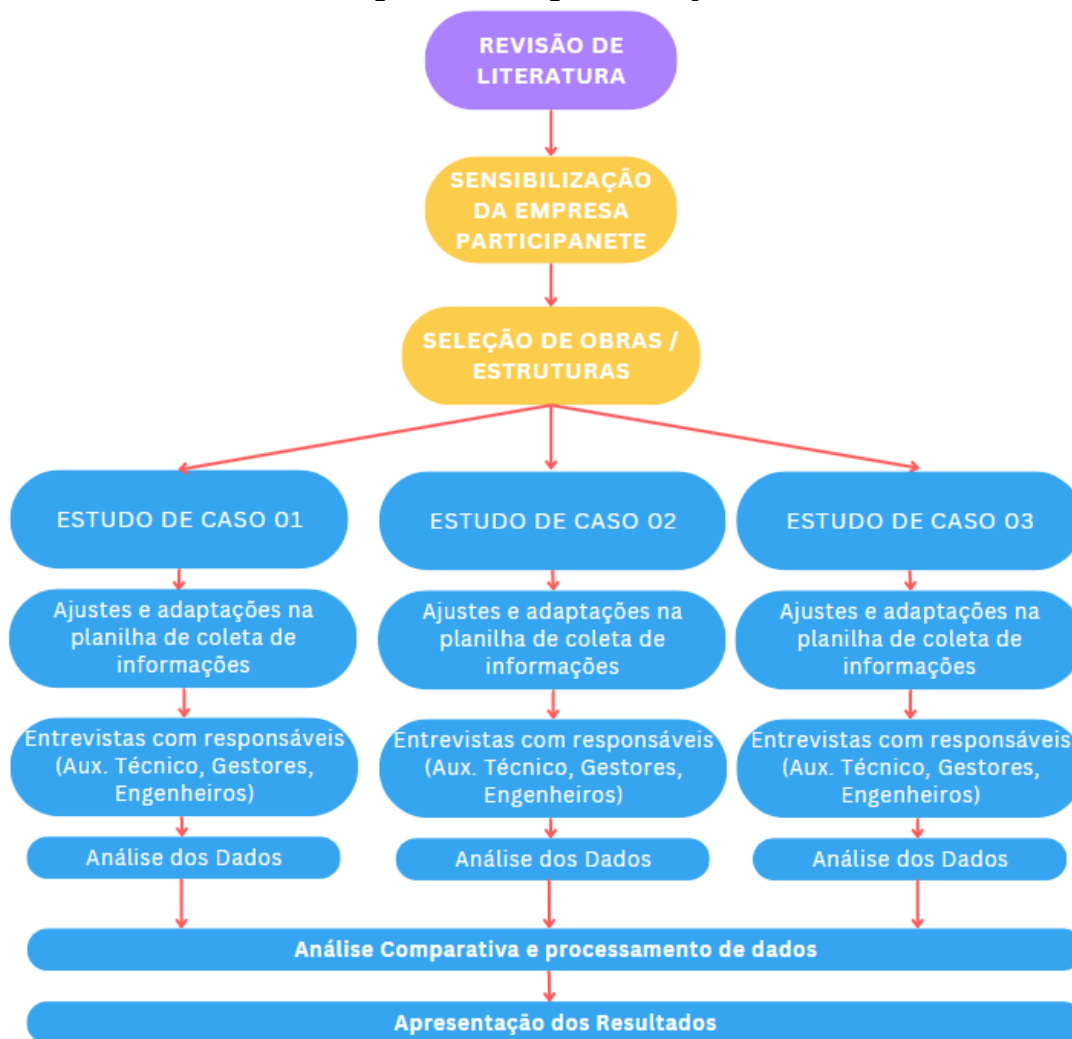 REVISÃO DE
LITERATURA
SENSIBILIZAÇÃO
DA EMPRESA
PARTICIPANETE
SELEÇÃO DE OBRAS /
ESTRUTURAS
ESTUDO DE CASO 01
ESTUDO DE CASO 02
ESTUDO DE CASO 03
Ajustes e adaptações na
planilha de coleta de
informações
Ajustes e adaptações na
planilha de coleta de
informações
Ajustes e adaptações na
planilha de coleta de
informações
Entrevistas com responsáveis
(Aux. Técnico, Gestores,
Engenheiros)
Entrevistas com responsáveis
(Aux. Técnico, Gestores,
Engenheiros)
Entrevistas com responsáveis
(Aux. Técnico, Gestores,
Engenheiros)
Análise dos Dados
Análise dos Dados
Análise dos Dados
Análise Comparativa e processamento de dados
Apresentação dos Resultados